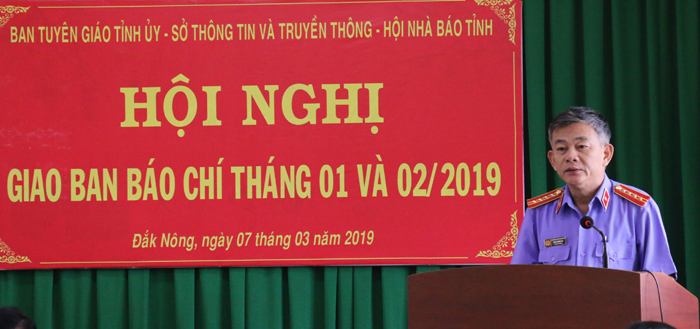 BAN TUYÊN GIÁO TỈNH ỦY - SỞ THÔNG TIN VÀ TRUYỀN THÔNG - HỘI NHÀ BÁO TỈNH
HỘI NGHỊ
GIAO BAN BÁO CHÍ THÁNG 01 VÀ 02/2019
Đắk Nông, ngày 07 tháng 03 năm 2019